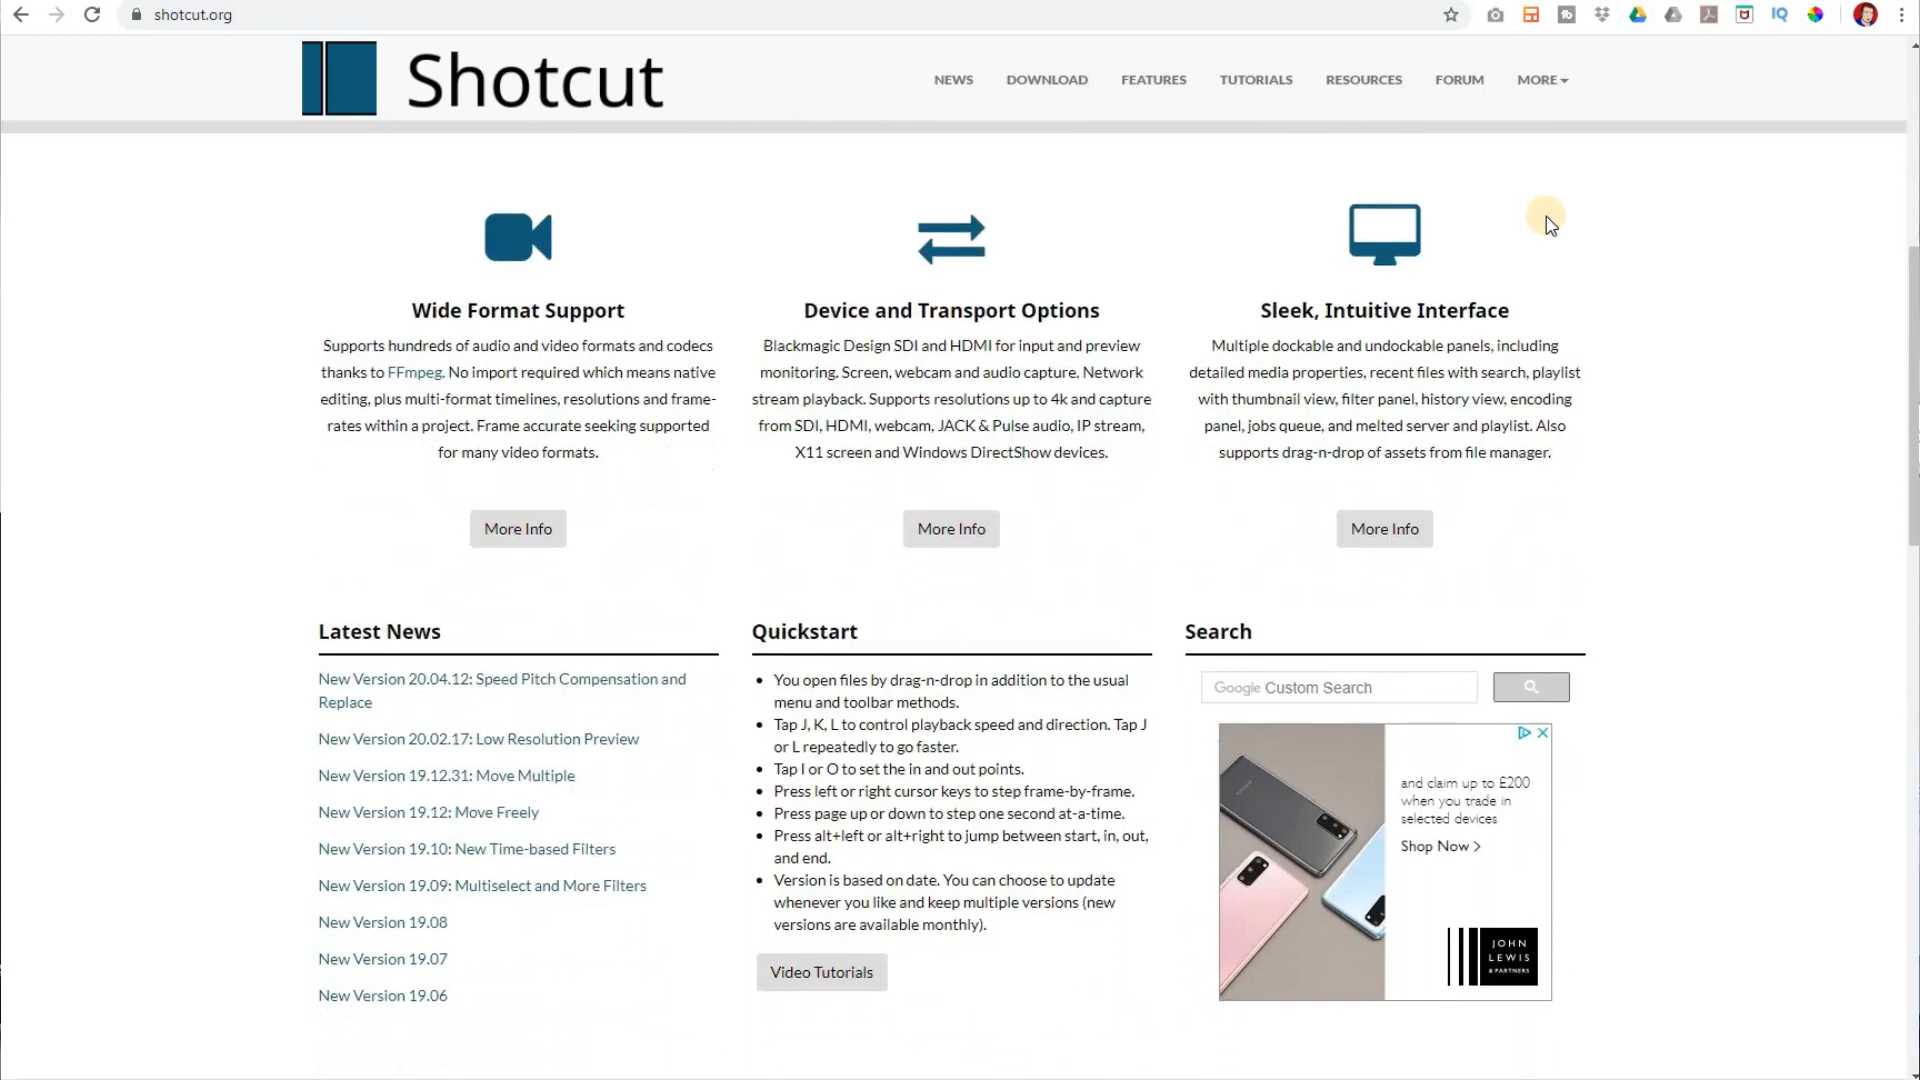 shotcut.org
Shotcut
NEWS
DOWNLOAD
FEATURES
TUTORIALS
RESOURCES
FORUM
MORE
Wide Format Support
Supports hundreds of audio and video formats and codecs
thanks to FFmpeg. No import required which means native
editing, plus multi-format timelines, resolutions and frame-
rates within a project. Frame accurate seeking supported
for many video formats.
More Info
Device and Transport Options
Blackmagic Design SDI and HDMI for input and preview
monitoring. Screen, webcam and audio capture. Network
stream playback. Supports resolutions up to 4k and capture
from SDI, HDMI, webcam, JACK & Pulse audio, IP stream,
X11 screen and Windows DirectShow devices.
More Info
Sleek, Intuitive Interface
Multiple dockable and undockable panels, including
detailed media properties, recent files with search, playlist
with thumbnail view, filter panel, history view, encoding
panel, jobs queue, and melted server and playlist. Also
supports drag-n-drop of assets from file manager.
More Info
Latest News
New Version 20.04.12: Speed Pitch Compensation and
Replace
New Version 20.02.17: Low Resolution Preview
New Version 19.12.31: Move Multiple
New Version 19.12: Move Freely
New Version 19.10: New Time-based Filters
New Version 19.09: Multiselect and More Filters
New Version 19.08
New Version 19.07
New Version 19.06
Quickstart
You open files by drag-n-drop in addition to the usual
menu and toolbar methods.
Tap J, K, L to control playback speed and direction. Tap J
or L repeatedly to go faster.
Tap I or O to set the in and out points.
Press left or right cursor keys to step frame-by-frame.
Press page up or down to step one second at-a-time.
Press alt+left or alt+right to jump between start, in, out,
and end.
Version is based on date. You can choose to update
whenever you like and keep multiple versions (new
versions are available monthly).
Video Tutorials
Search
Google Custom Search
and claim up to £200
when you trade in
selected devices
Shop Now >
JOHN
LEWIS
& PARTNERS